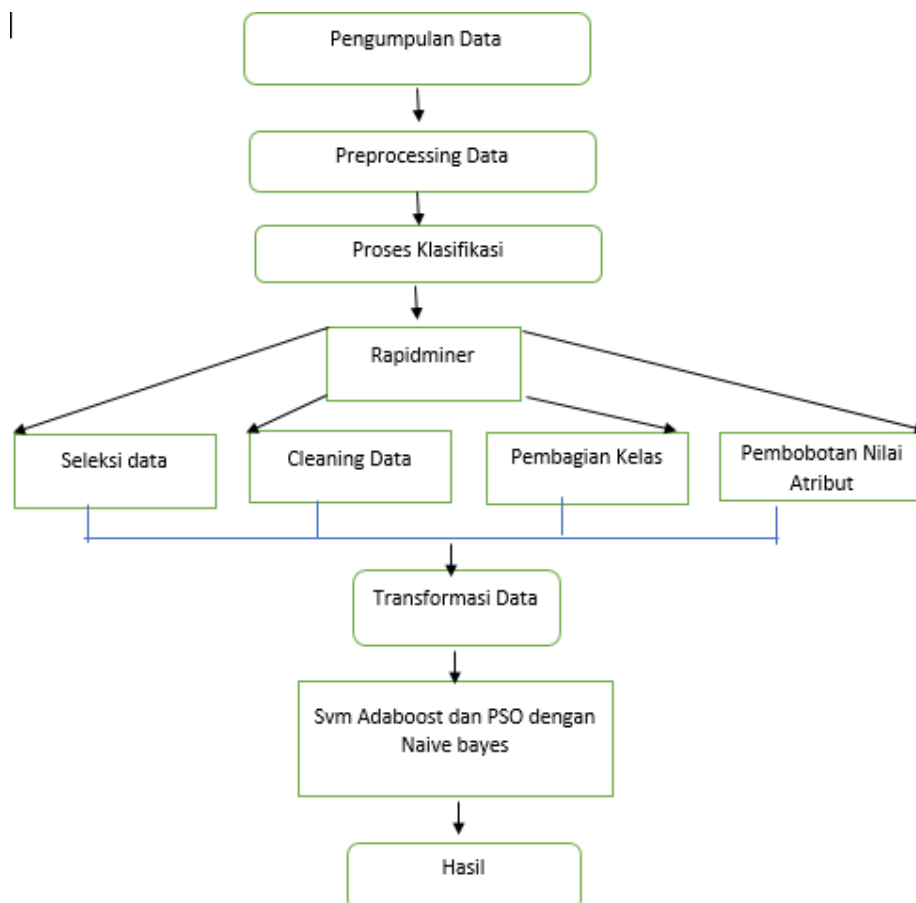 Pengumpulan Data
Preprocessing Data
Proses Klasifikasi
Rapidminer
Seleksi data
Cleaning Data
Pembagian Kelas
Pembobotan Nilai
Atribut
Transformasi Data
Svm Adaboost dan PSO dengan
Naive bayes
Hasil